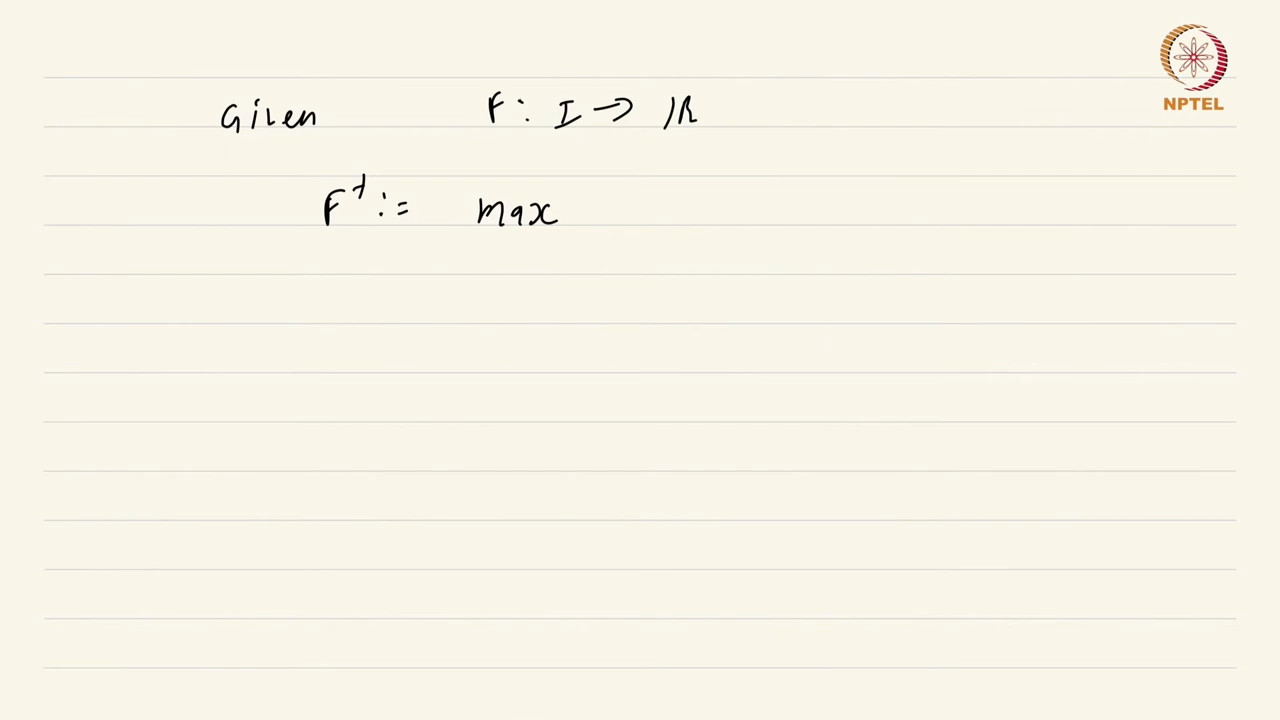 NPTEL
Given F : I → ℝ
F⁺ := max